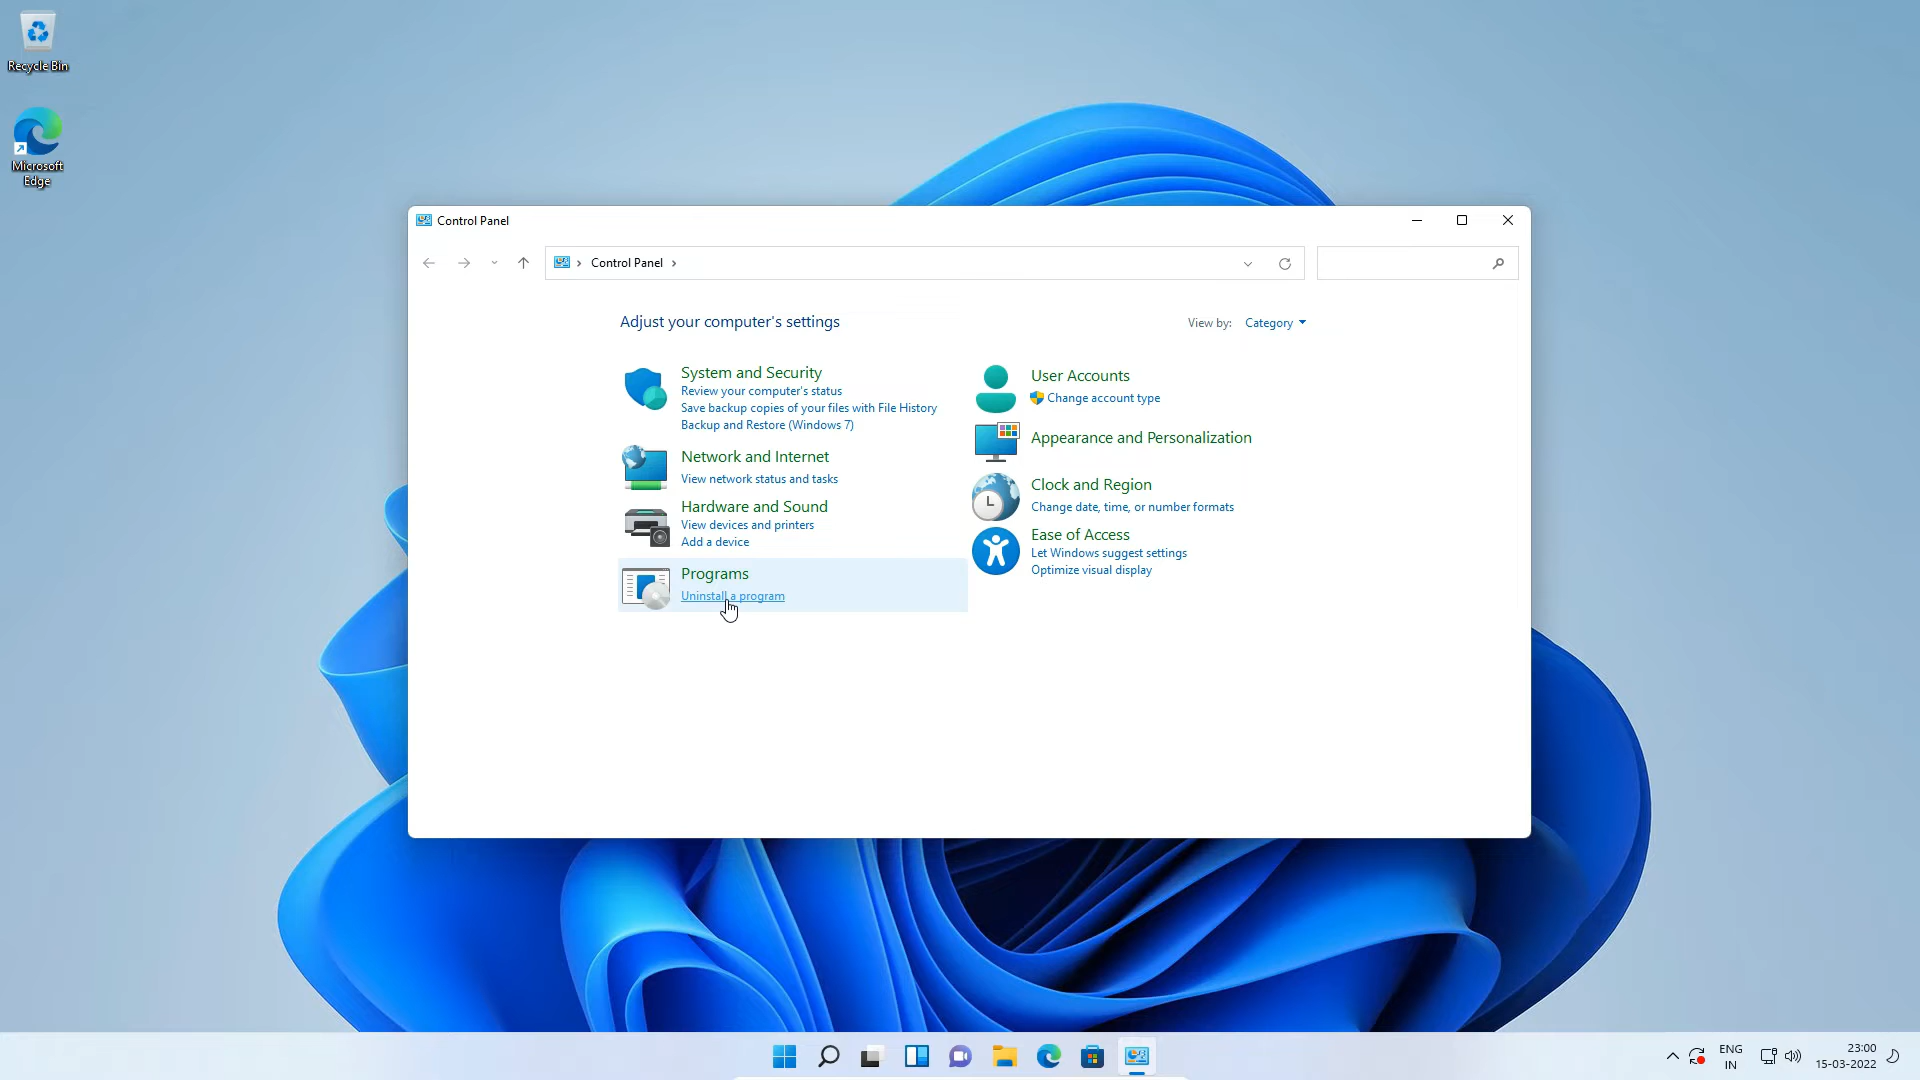 Recycle Bin
Microsoft
Edge
Control Panel
Control Panel
Adjust your computer's settings
View by: Category
System and Security
Review your computer's status
Save backup copies of your files with File History
Backup and Restore (Windows 7)
Network and Internet
View network status and tasks
Hardware and Sound
View devices and printers
Add a device
Programs
Uninstall a program
User Accounts
Change account type
Appearance and Personalization
Clock and Region
Change date, time, or number formats
Ease of Access
Let Windows suggest settings
Optimize visual display
ENG
IN
23:00
15-03-2022